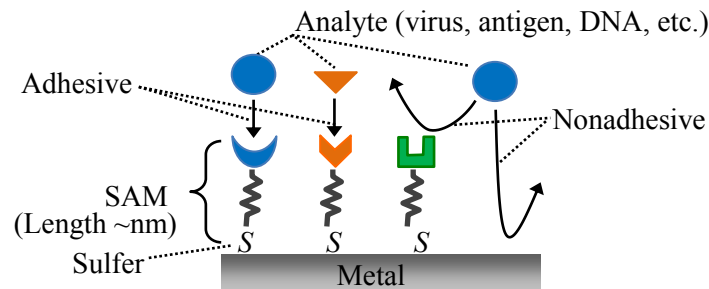 Analyte (virus, antigen, DNA, etc.)
Adhesive
Nonadhesive
SAM
(Length ~nm)
S S S
Sulfer
Metal